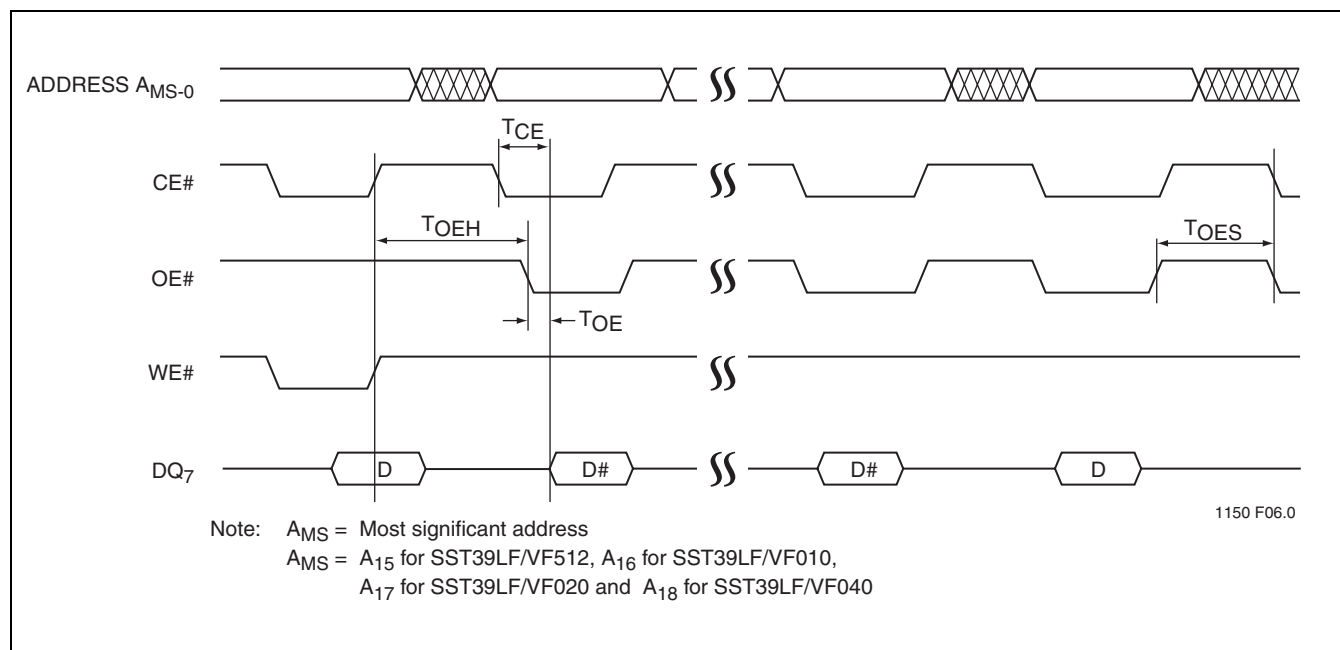 ADDRESS AMS-0
TCE
CE#
TOEH
TOES
OE#
TOE
WE#
DQ7
D
D#
D#
D
1150 F06.0
Note: AMS = Most significant address
AMS = A15 for SST39LF/VF512, A16 for SST39LF/VF010,
A17 for SST39LF/VF020 and A18 for SST39LF/VF040